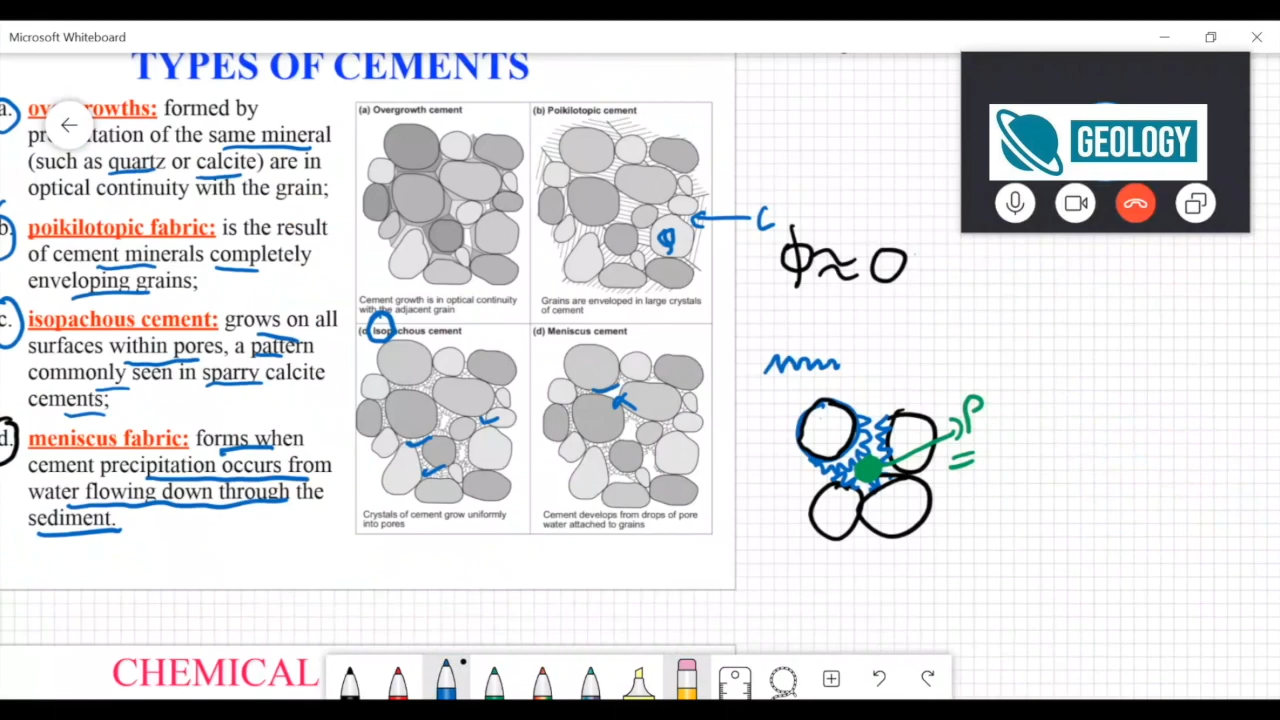 Microsoft Whiteboard
TYPES OF CEMENTS
a. overgrowths: formed by
precipitation of the same mineral
(such as quartz or calcite) are in
optical continuity with the grain;
b. poikilotopic fabric: is the result
of cement minerals completely
enveloping grains;
c. isopachous cement: grows on all
surfaces within pores, a pattern
commonly seen in sparry calcite
cements;
d. meniscus fabric: forms when
cement precipitation occurs from
water flowing down through the
sediment.
(a) Overgrowth cement
Cement growth is in optical continuity
with the adjacent grain
(b) Poikilotopic cement
Grains are enveloped in large crystals
of cement
(c) Isopachous cement
Crystals of cement grow uniformly
into pores
(d) Meniscus cement
Cement develops from drops of pore
water attached to grains
C
φ
ϕ≈0
P
GEOLOGY
CHEMICAL